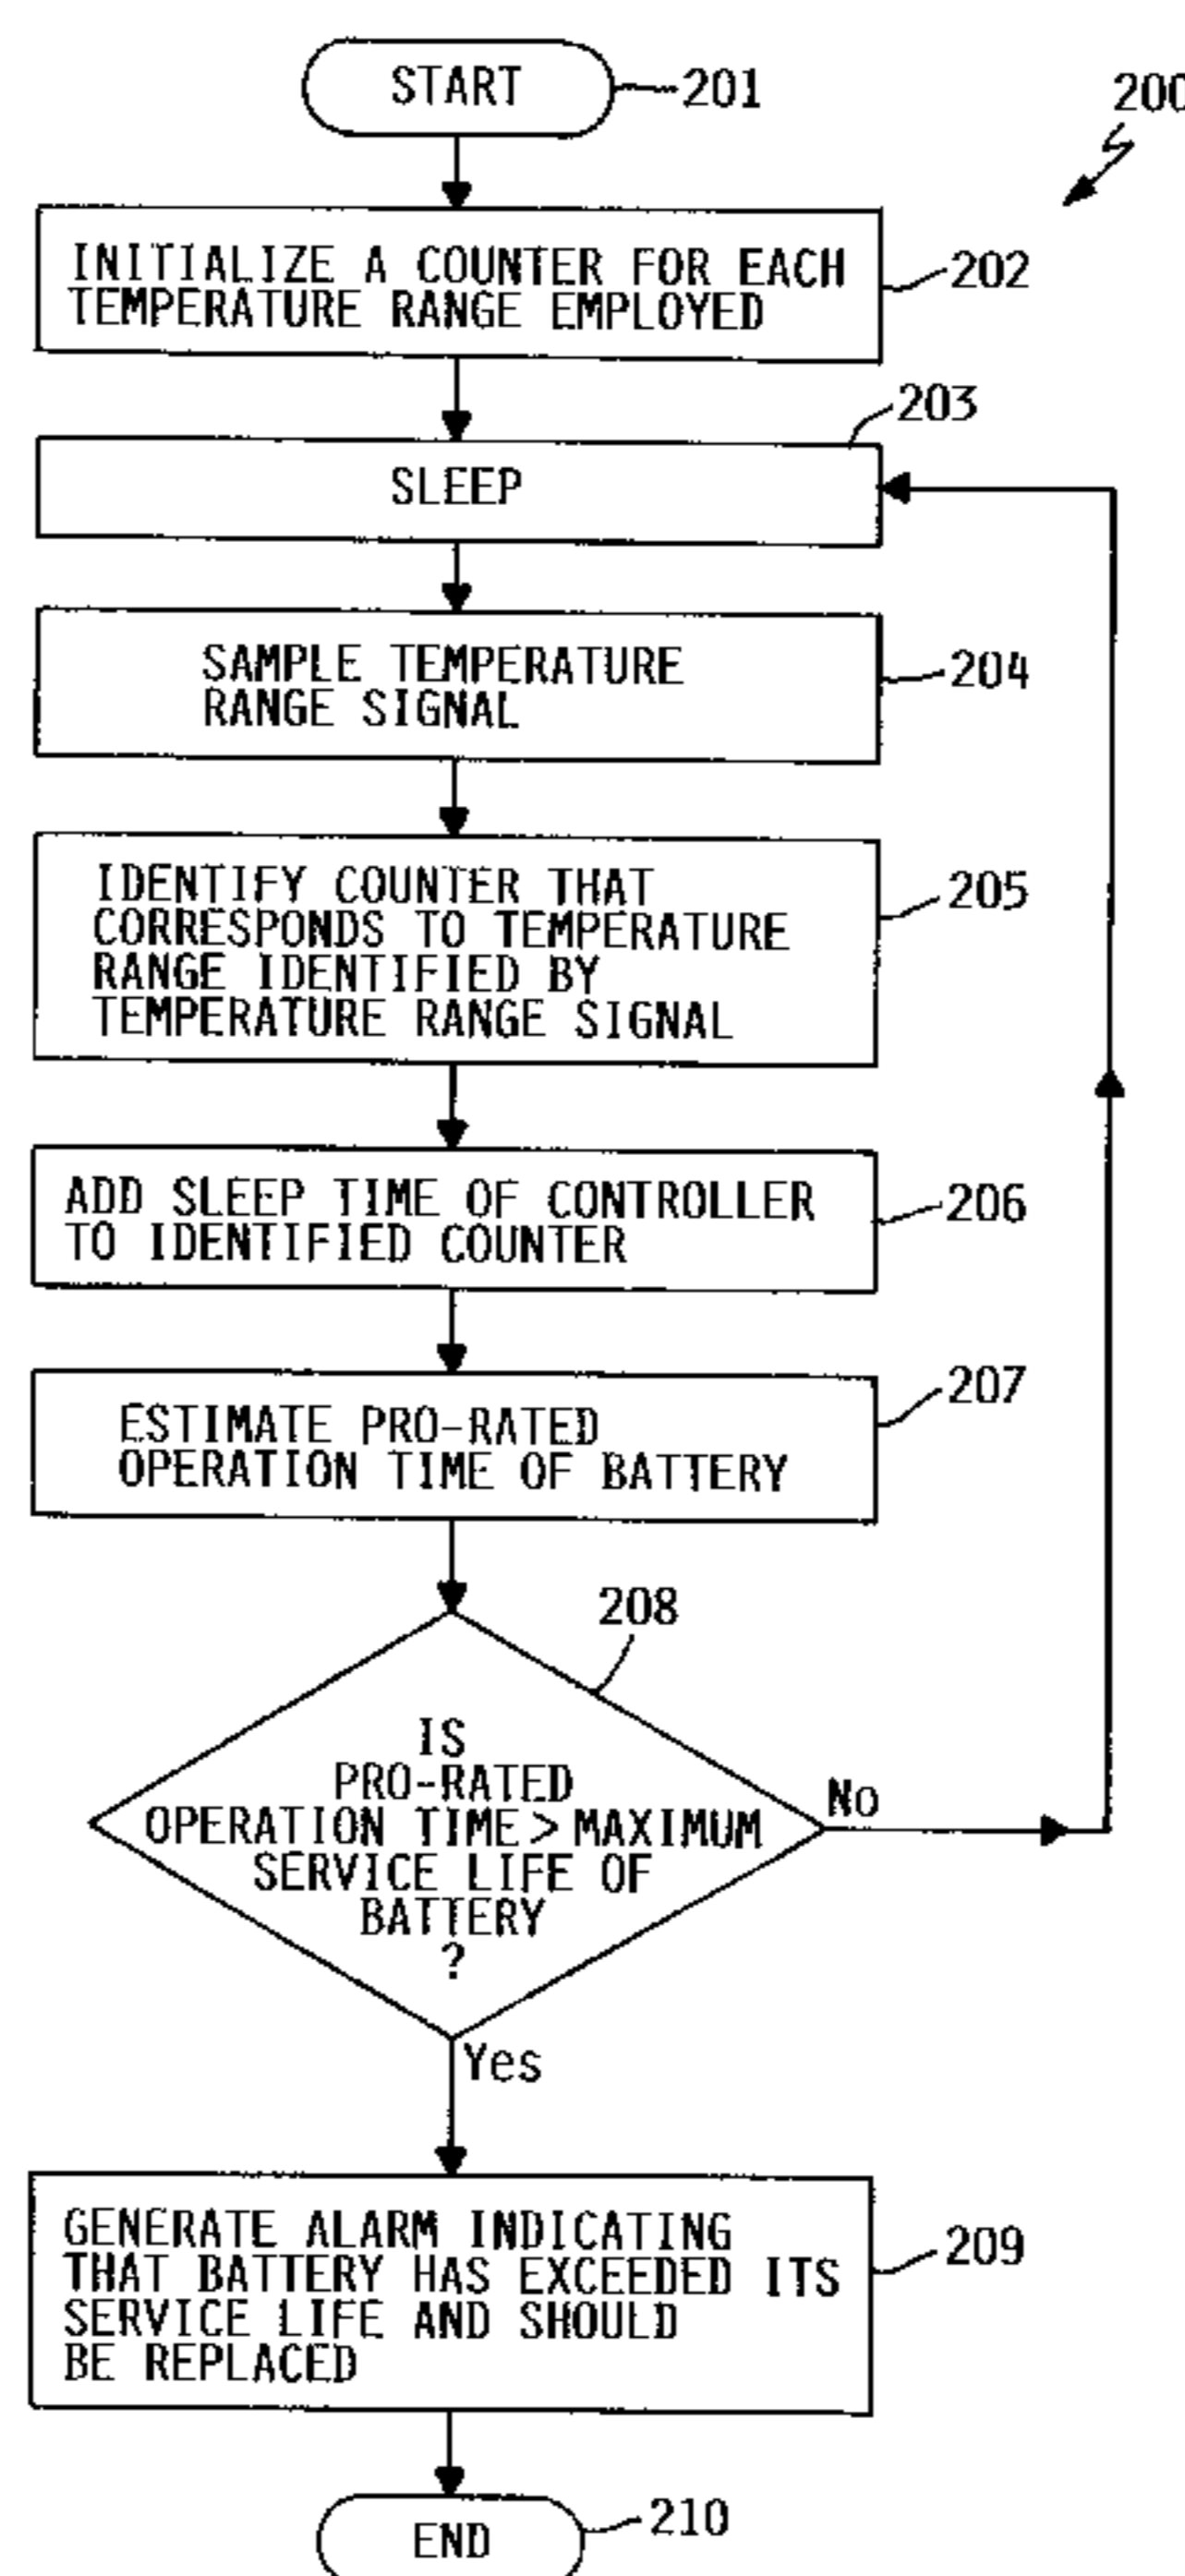 START
201
200
INITIALIZE A COUNTER FOR EACH
TEMPERATURE RANGE EMPLOYED
202
203
SLEEP
SAMPLE TEMPERATURE
RANGE SIGNAL
204
IDENTIFY COUNTER THAT
CORRESPONDS TO TEMPERATURE
RANGE IDENTIFIED BY
TEMPERATURE RANGE SIGNAL
205
ADD SLEEP TIME OF CONTROLLER
TO IDENTIFIED COUNTER
206
ESTIMATE PRO-RATED
OPERATION TIME OF BATTERY
207
208
IS
PRO-RATED
OPERATION TIME > MAXIMUM
SERVICE LIFE OF
BATTERY
?
No
Yes
GENERATE ALARM INDICATING
THAT BATTERY HAS EXCEEDED ITS
SERVICE LIFE AND SHOULD
BE REPLACED
209
END
210